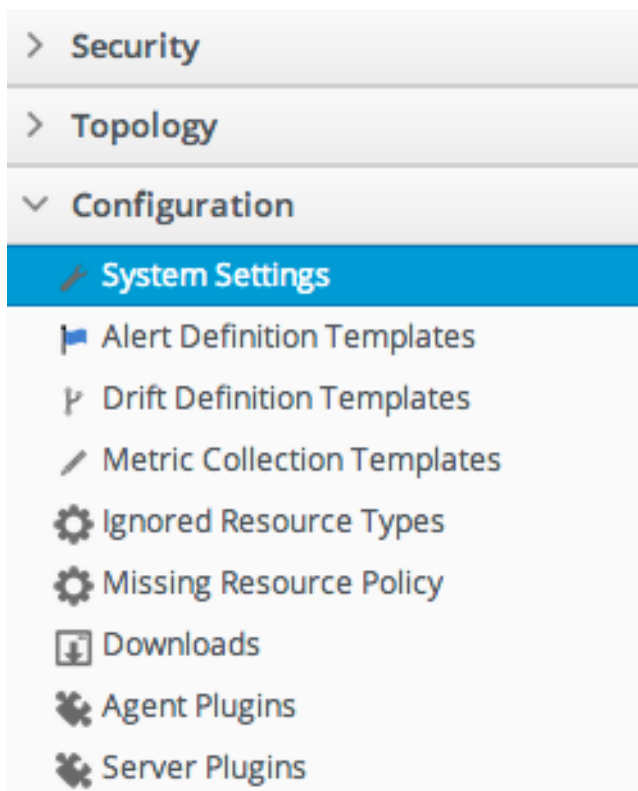 Security
Topology
Configuration
System Settings
Alert Definition Templates
Drift Definition Templates
Metric Collection Templates
Ignored Resource Types
Missing Resource Policy
Downloads
Agent Plugins
Server Plugins